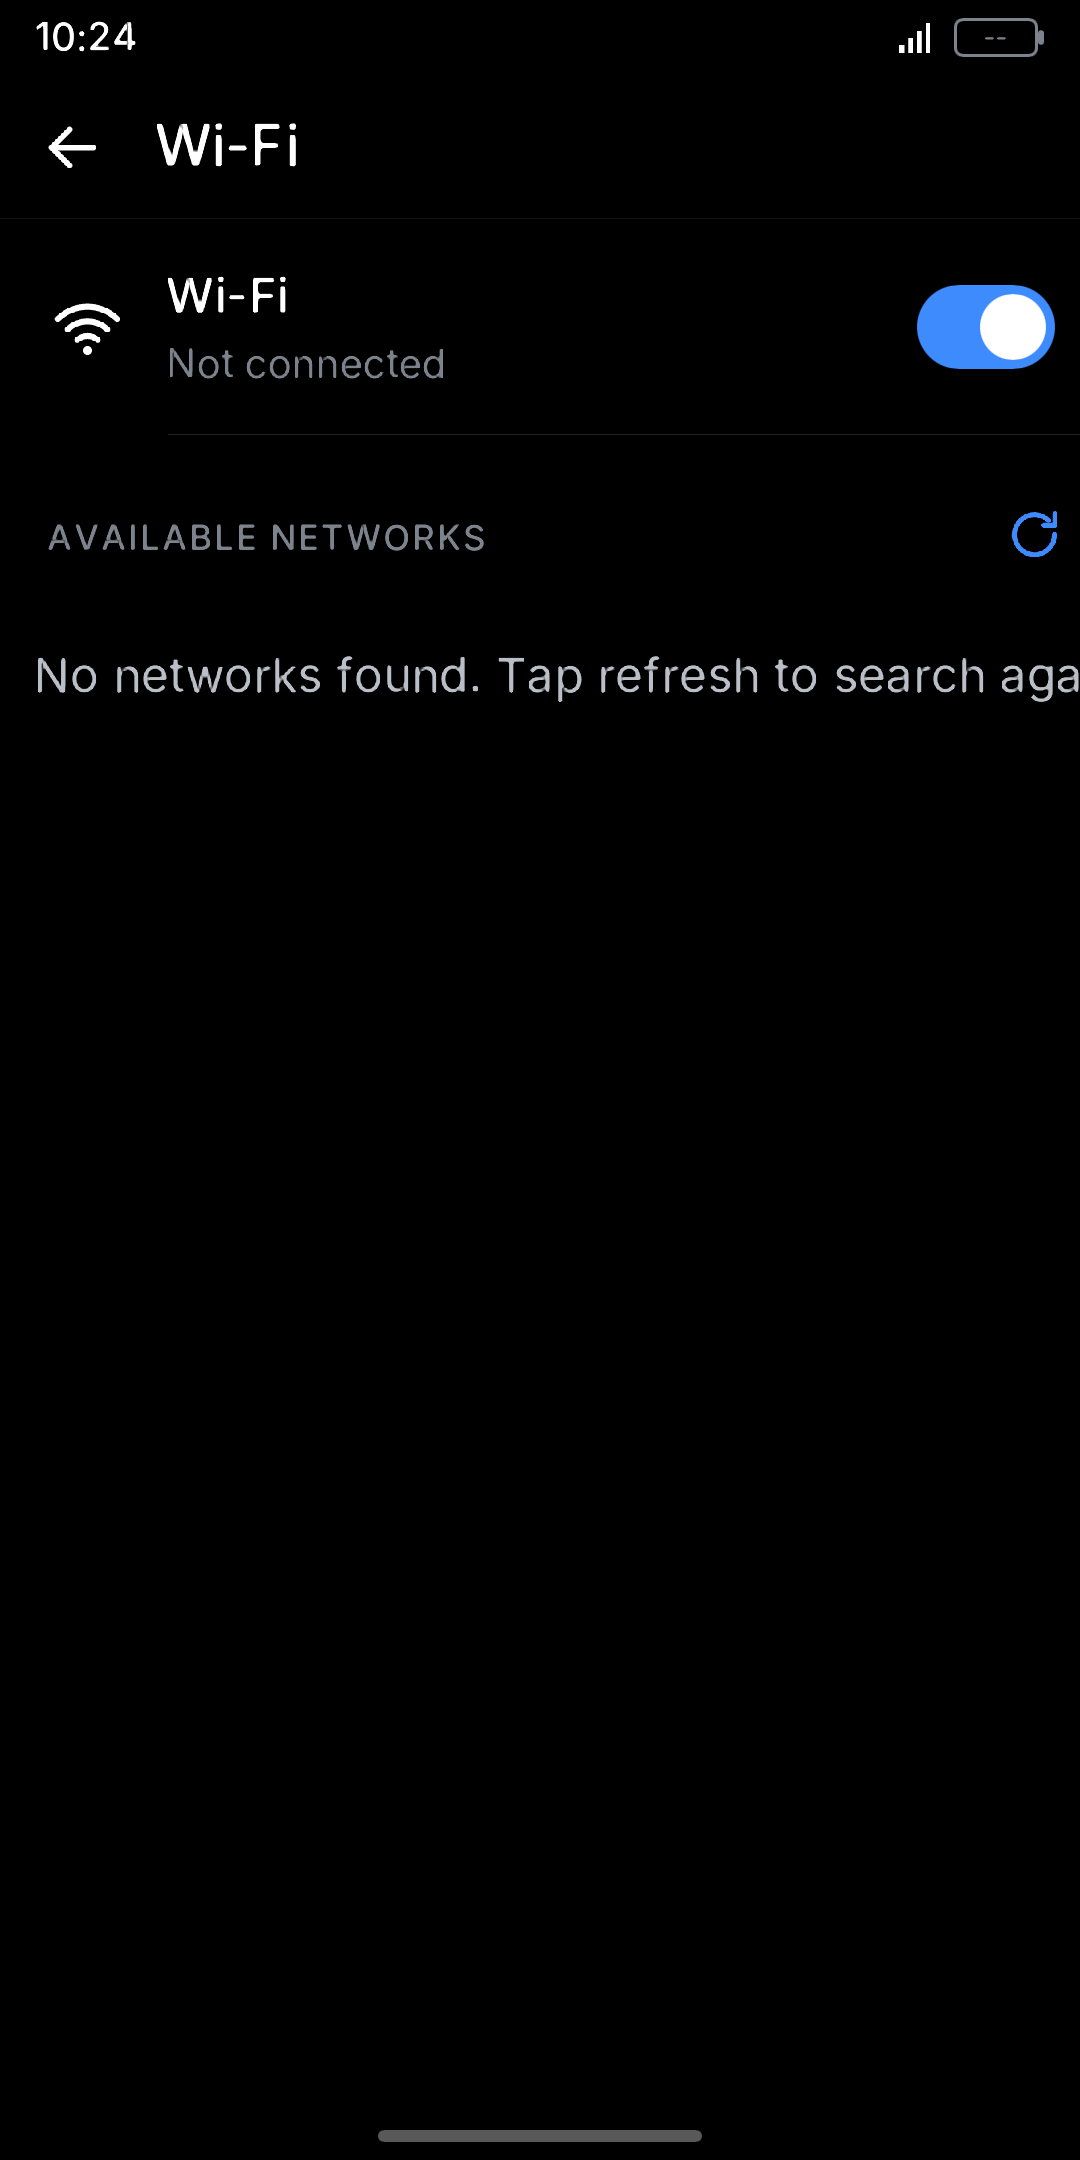 10:24
--
Wi-Fi
Wi-Fi
Not connected
AVAILABLE NETWORKS
No networks found. Tap refresh to search aga